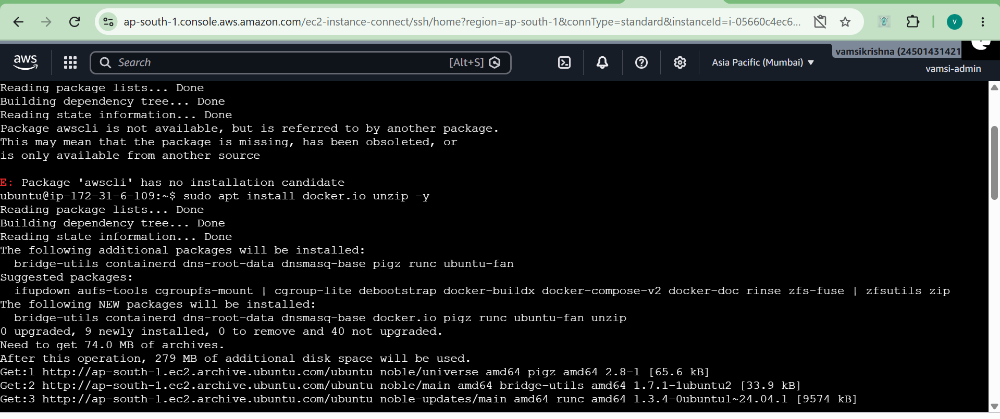 ap-south-1.console.aws.amazon.com/ec2-instance-connect/ssh/home?region=ap-south-1&connType=standard&instanceId=i-05660c4ec6...
V
aws
Search
[Alt+S]
Asia Pacific (Mumbai)
vamsikrishna (24501431421
vamsi-admin
Reading package lists... Done
Building dependency tree... Done
Reading state information... Done
Package awscli is not available, but is referred to by another package.
This may mean that the package is missing, has been obsoleted, or
is only available from another source
E: Package 'awscli' has no installation candidate
ubuntu@ip-172-31-6-109:~$ sudo apt install docker.io unzip -y
Reading package lists... Done
Building dependency tree... Done
Reading state information... Done
The following additional packages will be installed:
  bridge-utils containerd dns-root-data dnsmasq-base pigz runc ubuntu-fan
Suggested packages:
  ifupdown aufs-tools cgroupfs-mount | cgroup-lite debootstrap docker-buildx docker-compose-v2 docker-doc rinse zfs-fuse | zfsutils zip
The following NEW packages will be installed:
  bridge-utils containerd dns-root-data dnsmasq-base docker.io pigz runc ubuntu-fan unzip
0 upgraded, 9 newly installed, 0 to remove and 40 not upgraded.
Need to get 74.0 MB of archives.
After this operation, 279 MB of additional disk space will be used.
Get:1 http://ap-south-1.ec2.archive.ubuntu.com/ubuntu noble/universe amd64 pigz amd64 2.8-1 [65.6 kB]
Get:2 http://ap-south-1.ec2.archive.ubuntu.com/ubuntu noble/main amd64 bridge-utils amd64 1.7.1-1ubuntu2 [33.9 kB]
Get:3 http://ap-south-1.ec2.archive.ubuntu.com/ubuntu noble-updates/main amd64 runc amd64 1.3.4-0ubuntu1~24.04.1 [9574 kB]